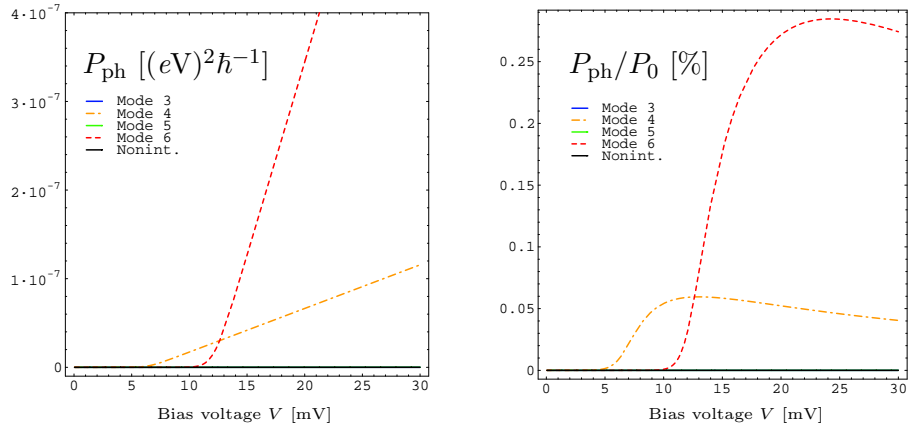 4·10⁻⁷
3·10⁻⁷
2·10⁻⁷
1·10⁻⁷
0
P_ph [(eV)²ℏ⁻¹]
Mode 3
Mode 4
Mode 5
Mode 6
Nonint.
0 5 10 15 20 25 30
Bias voltage V [mV]
0.25
0.2
0.15
0.1
0.05
0
P_ph/P_0 [%]
Mode 3
Mode 4
Mode 5
Mode 6
Nonint.
0 5 10 15 20 25 30
Bias voltage V [mV]